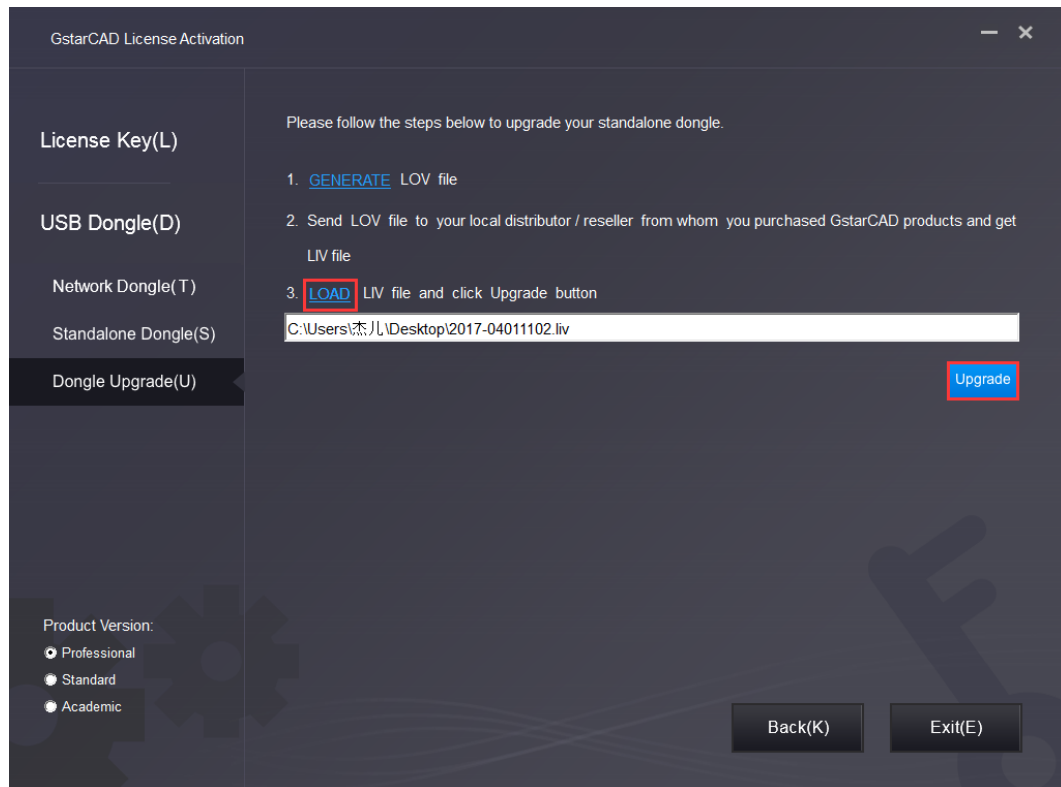 GstarCAD License Activation
License Key(L)
USB Dongle(D)
Network Dongle(T)
Standalone Dongle(S)
Dongle Upgrade(U)
Please follow the steps below to upgrade your standalone dongle.
1. GENERATE LOV file
2. Send LOV file to your local distributor / reseller from whom you purchased GstarCAD products and get
LIV file
3. LOAD LIV file and click Upgrade button
C:\Users\杰儿\Desktop\2017-04011102.liv
Upgrade
Product Version:
Professional
Standard
Academic
Back(K)
Exit(E)